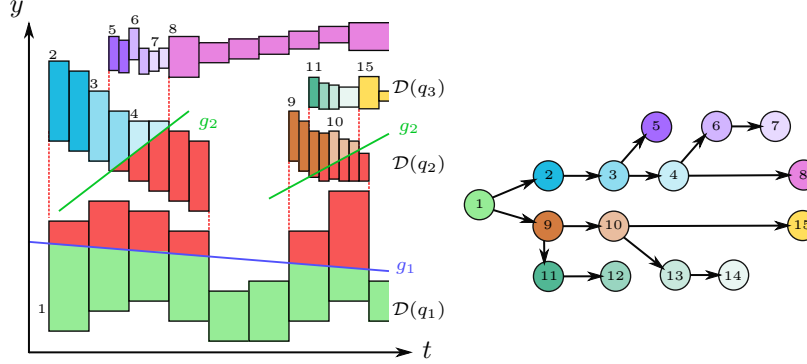 y
5 6 7 8
2 3 4
g₂
11 15
𝒟(q₃)
9 10
g₂
𝒟(q₂)
g₁
1
𝒟(q₁)
t
5 6 7
2 3 4 8
1
9 10 15
11 12 13 14